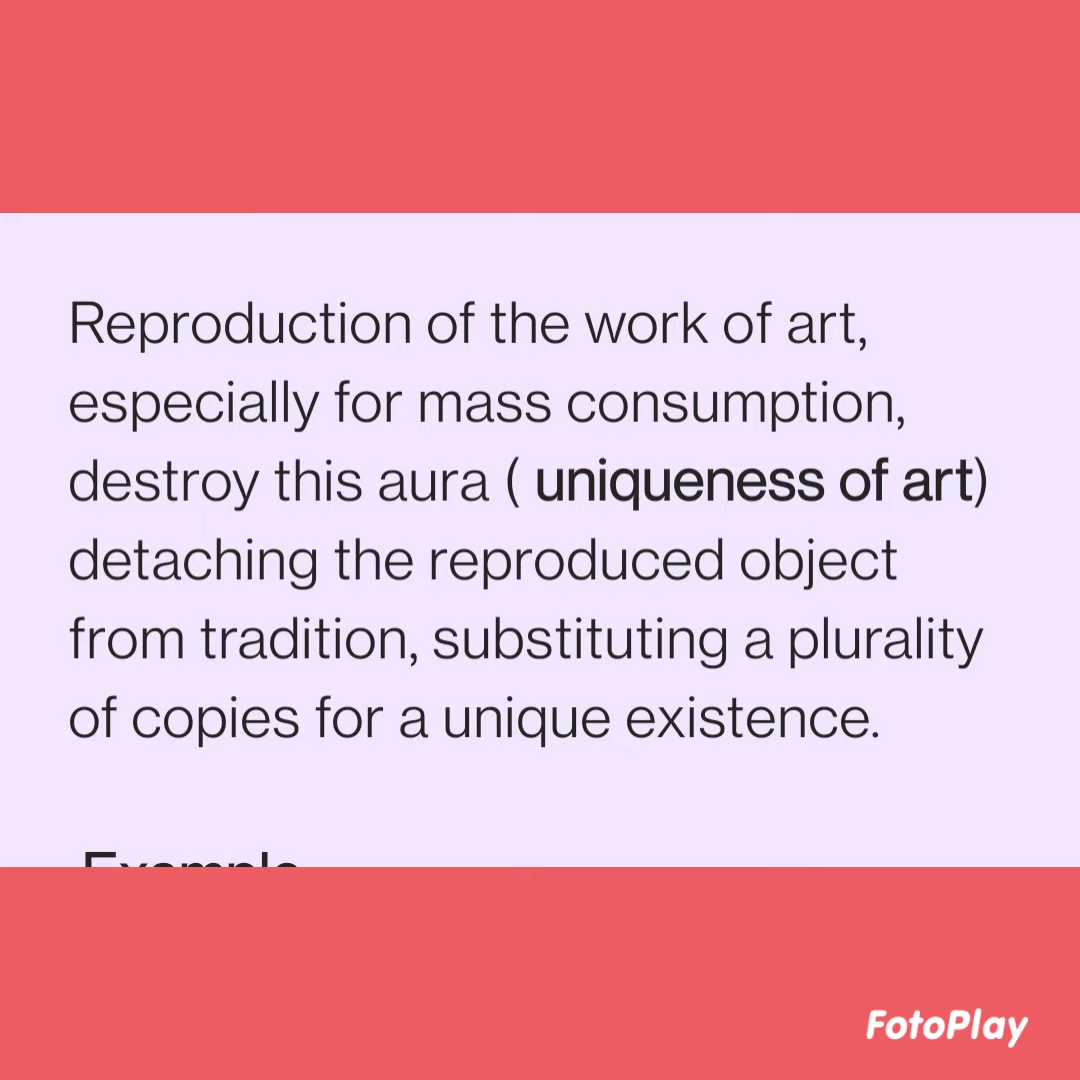 Reproduction of the work of art,
especially for mass consumption,
destroy this aura ( uniqueness of art)
detaching the reproduced object
from tradition, substituting a plurality
of copies for a unique existence.
Example
FotoPlay